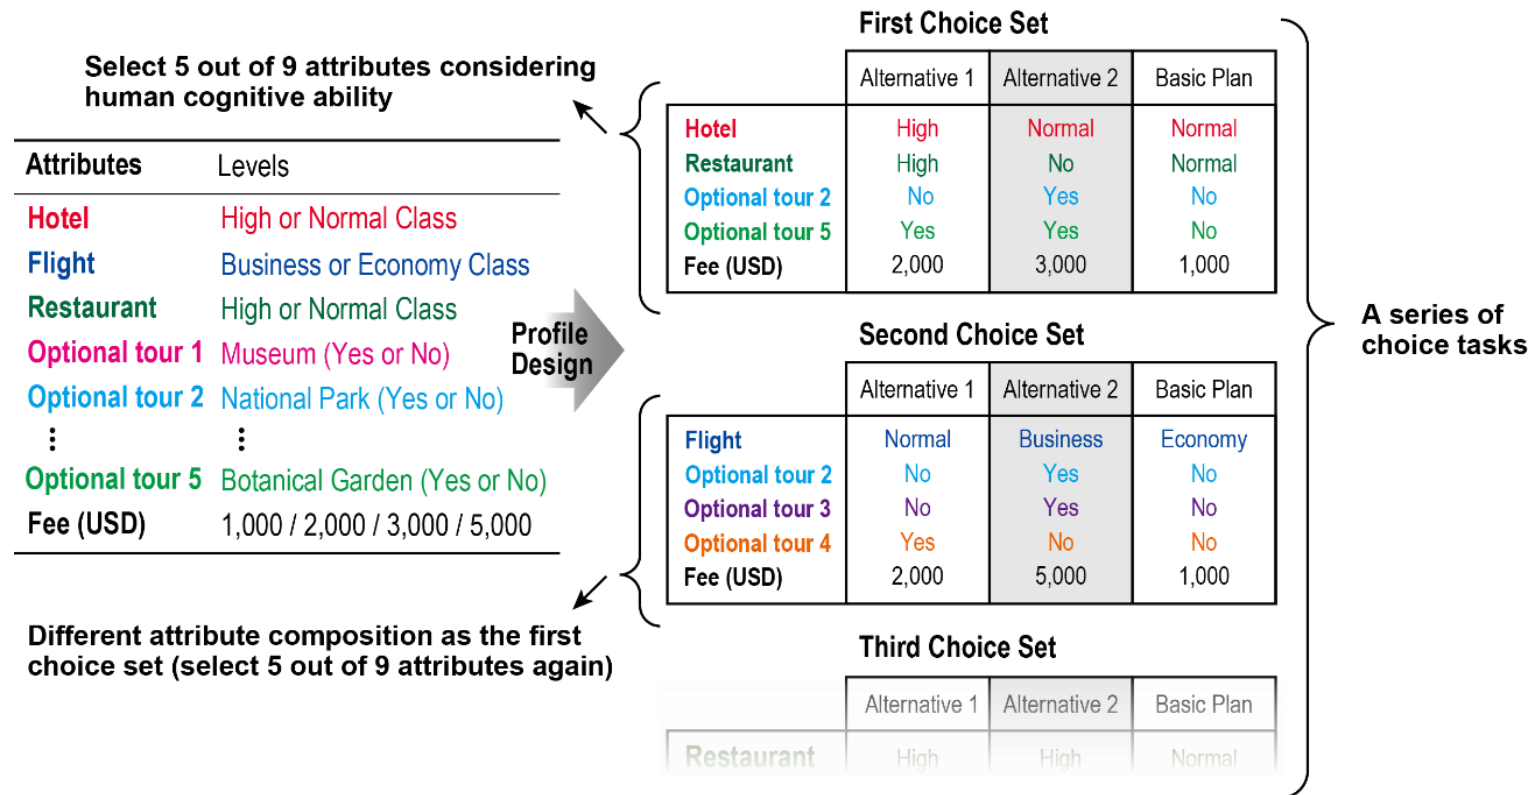 Select 5 out of 9 attributes considering
human cognitive ability
Attributes Levels
Hotel High or Normal Class
Flight Business or Economy Class
Restaurant High or Normal Class
Optional tour 1 Museum (Yes or No)
Optional tour 2 National Park (Yes or No)
⋮ ⋮
Optional tour 5 Botanical Garden (Yes or No)
Fee (USD) 1,000 / 2,000 / 3,000 / 5,000
Different attribute composition as the first
choice set (select 5 out of 9 attributes again)
Profile
Design
First Choice Set
Alternative 1 Alternative 2 Basic Plan
Hotel High Normal Normal
Restaurant High No Normal
Optional tour 2 No Yes No
Optional tour 5 Yes Yes No
Fee (USD) 2,000 3,000 1,000
Second Choice Set
Alternative 1 Alternative 2 Basic Plan
Flight Normal Business Economy
Optional tour 2 No Yes No
Optional tour 3 No Yes No
Optional tour 4 Yes No No
Fee (USD) 2,000 5,000 1,000
Third Choice Set
Alternative 1 Alternative 2 Basic Plan
Restaurant High High Normal
A series of
choice tasks